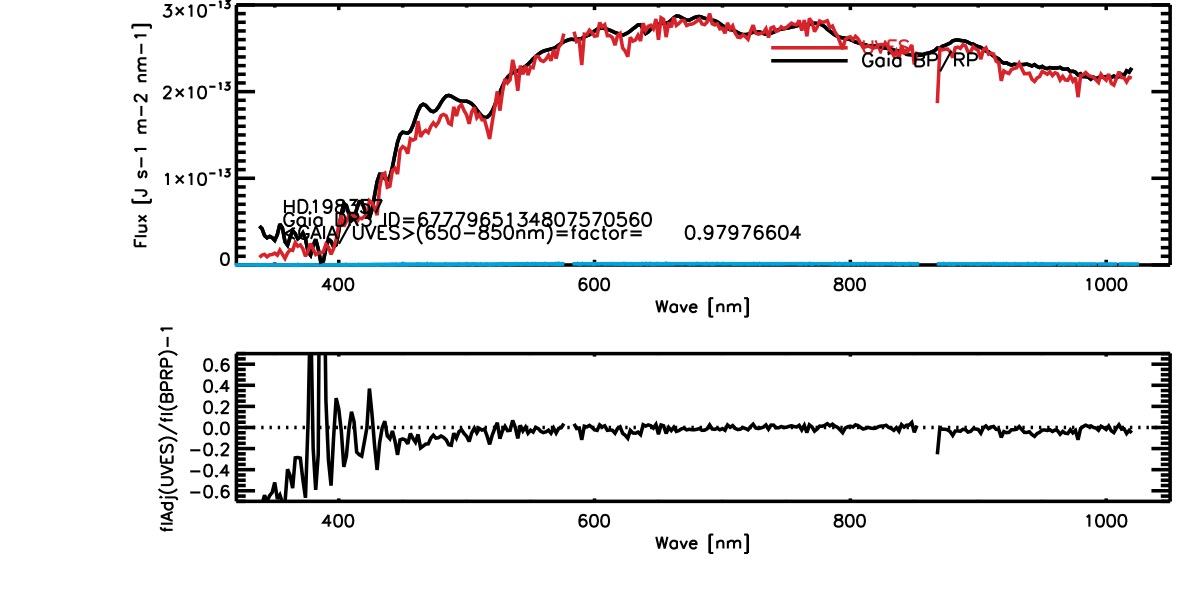 3×10−13
2×10−13
1×10−13
0
Flux [J s−1 m−2 nm−1]
UVES
Gaia BP/RP
HD198357
Gaia DR3 ID=6777965134807570560
<GAIA/UVES>(650−850nm)=factor= 0.97976604
400 600 800 1000
Wave [nm]
flAdj(UVES)/fl(BPRP)−1
0.6
0.4
0.2
0.0
−0.2
−0.4
−0.6
400 600 800 1000
Wave [nm]